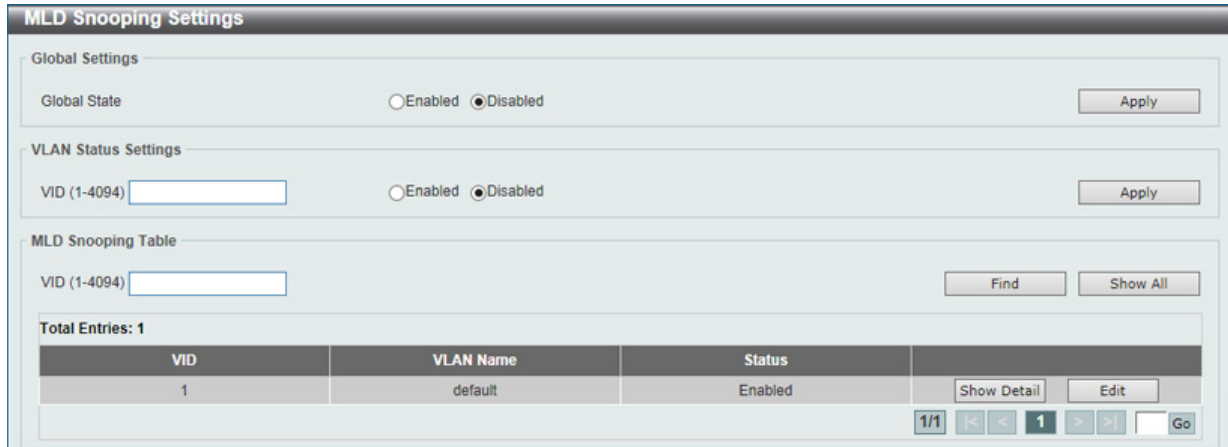 MLD Snooping Settings
Global Settings
Global State Enabled Disabled Apply
VLAN Status Settings
VID (1-4094) Enabled Disabled Apply
MLD Snooping Table
VID (1-4094) Find Show All
Total Entries: 1
VID VLAN Name Status
1 default Enabled Show Detail Edit
1/1 |< < 1 > >| Go